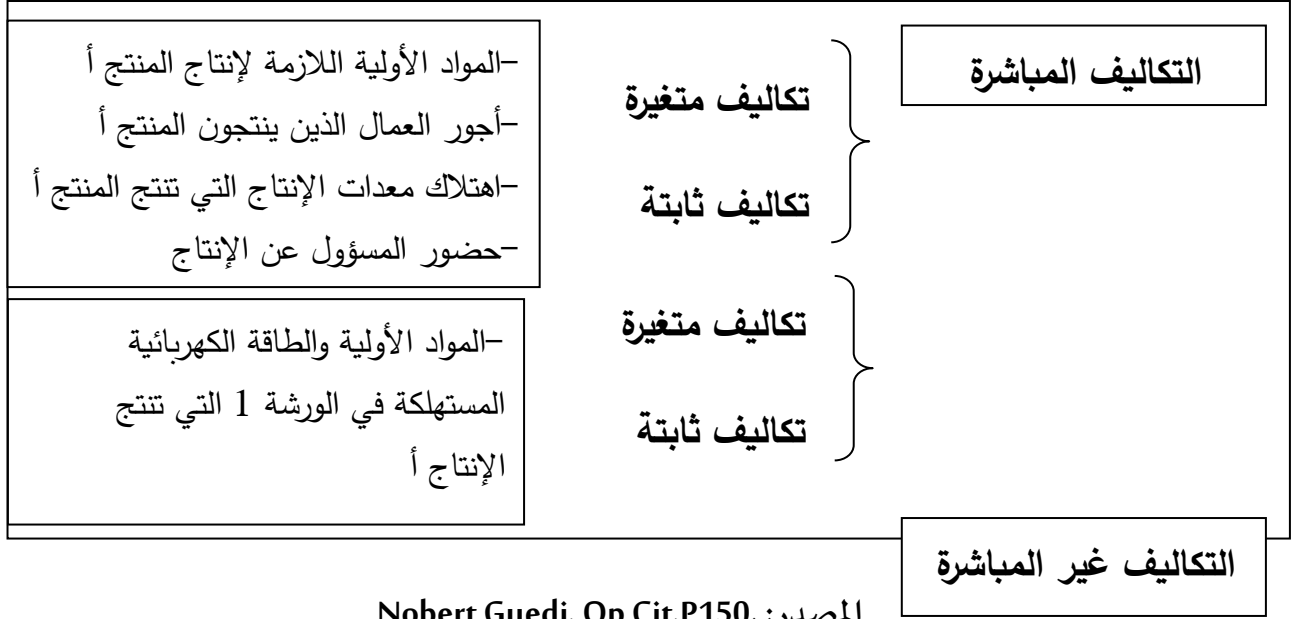 التكاليف المباشرة
تكاليف متغيرة
تكاليف ثابتة
–المواد الأولية اللازمة لإنتاج المنتج أ
–أجور العمال الذين ينتجون المنتج أ
–اهتلاك معدات الإنتاج التي تنتج المنتج أ
–حضور المسؤول عن الإنتاج
تكاليف متغيرة
تكاليف ثابتة
–المواد الأولية والطاقة الكهربائية
المستهلكة في الورشة 1 التي تنتج
الإنتاج أ
التكاليف غير المباشرة
المصدر: Nobert Guedj, Op Cit,P150.